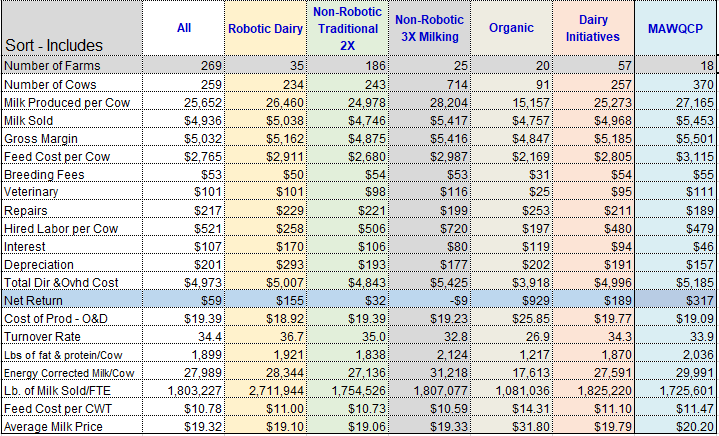 Sort - Includes All Robotic Dairy Non-Robotic Traditional 2X Non-Robotic 3X Milking Organic Dairy Initiatives MAWQCP
Number of Farms 269 35 186 25 20 57 18
Number of Cows 259 234 243 714 91 257 370
Milk Produced per Cow 25,652 26,460 24,978 28,204 15,157 25,273 27,165
Milk Sold $4,936 $5,038 $4,746 $5,417 $4,757 $4,968 $5,453
Gross Margin $5,032 $5,162 $4,875 $5,416 $4,847 $5,185 $5,501
Feed Cost per Cow $2,765 $2,911 $2,680 $2,987 $2,169 $2,805 $3,115
Breeding Fees $53 $50 $54 $53 $31 $54 $55
Veterinary $101 $101 $98 $116 $25 $95 $111
Repairs $217 $229 $221 $199 $253 $211 $189
Hired Labor per Cow $521 $258 $506 $720 $197 $480 $479
Interest $107 $170 $106 $80 $119 $94 $46
Depreciation $201 $293 $193 $177 $202 $191 $157
Total Dir &Ovhd Cost $4,973 $5,007 $4,843 $5,425 $3,918 $4,996 $5,185
Net Return $59 $155 $32 -$9 $929 $189 $317
Cost of Prod - O&D $19.39 $18.92 $19.39 $19.23 $25.85 $19.77 $19.09
Turnover Rate 34.4 36.7 35.0 32.8 26.9 34.3 33.9
Lbs of fat & protein/Cow 1,899 1,921 1,838 2,124 1,217 1,870 2,036
Energy Corrected Milk/Cow 27,989 28,344 27,136 31,218 17,613 27,591 29,991
Lb. of Milk Sold/FTE 1,803,227 2,711,944 1,754,526 1,807,077 1,081,036 1,825,220 1,725,601
Feed Cost per CWT $10.78 $11.00 $10.73 $10.59 $14.31 $11.10 $11.47
Average Milk Price $19.32 $19.10 $19.06 $19.33 $31.80 $19.79 $20.20